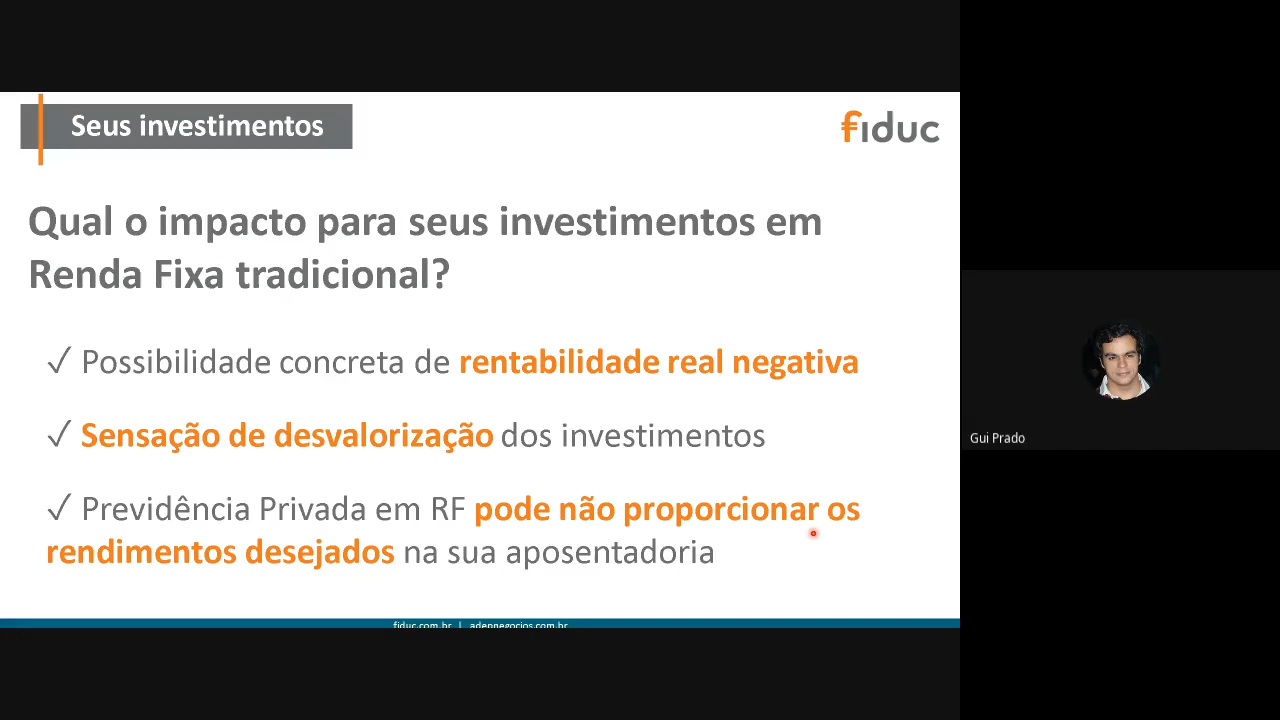 Seus investimentos
fiduc
Qual o impacto para seus investimentos em
Renda Fixa tradicional?
✓ Possibilidade concreta de rentabilidade real negativa
✓ Sensação de desvalorização dos investimentos
✓ Previdência Privada em RF pode não proporcionar os
rendimentos desejados na sua aposentadoria
Gui Prado
fiduc.com.br | adennegocios.com.br